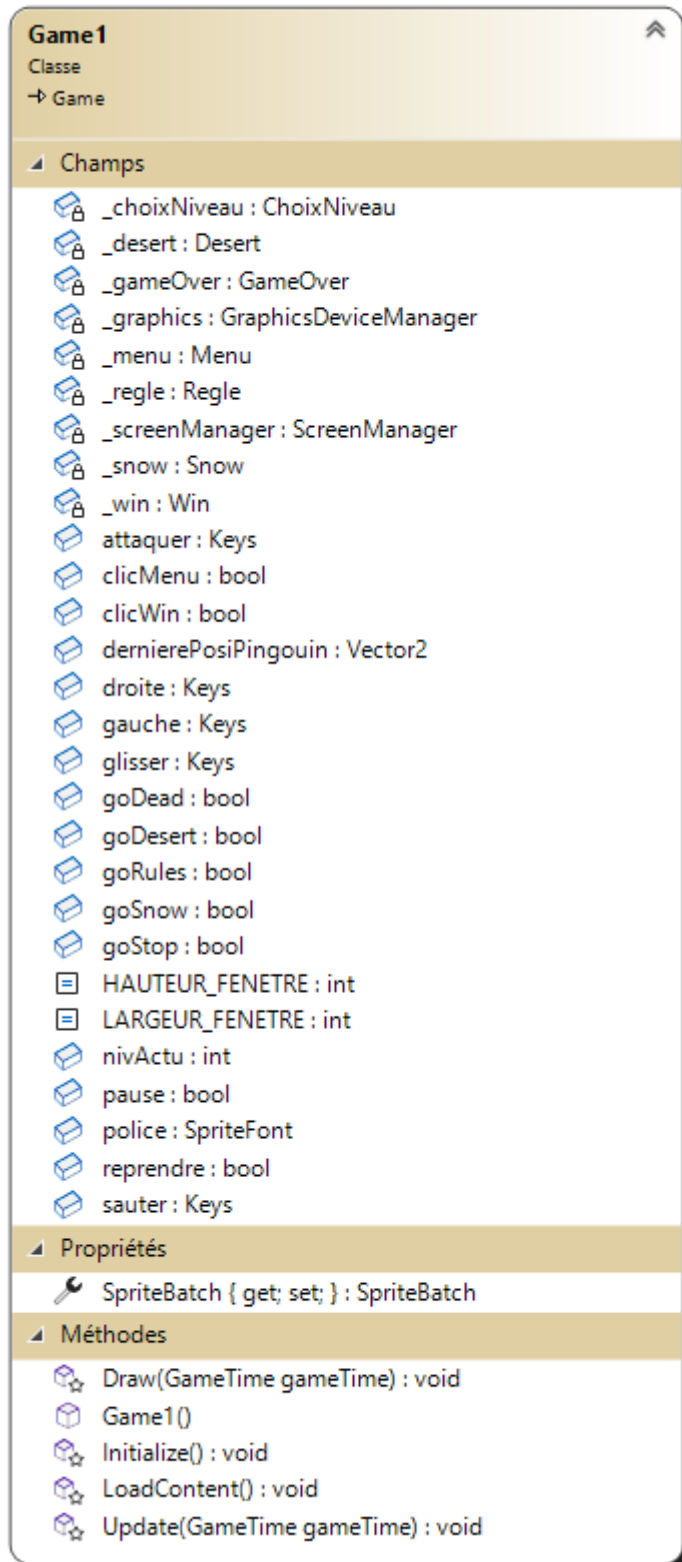 Game1
Classe
Game
Champs
_choixNiveau : ChoixNiveau
_desert : Desert
_gameOver : GameOver
_graphics : GraphicsDeviceManager
_menu : Menu
_regle : Regle
_screenManager : ScreenManager
_snow : Snow
_win : Win
attaquer : Keys
clicMenu : bool
clicWin : bool
dernierePosiPingouin : Vector2
droite : Keys
gauche : Keys
glisser : Keys
goDead : bool
goDesert : bool
goRules : bool
goSnow : bool
goStop : bool
HAUTEUR_FENETRE : int
LARGEUR_FENETRE : int
nivActu : int
pause : bool
police : SpriteFont
reprendre : bool
sauter : Keys
Propriétés
SpriteBatch { get; set; } : SpriteBatch
Méthodes
Draw(GameTime gameTime) : void
Game1()
Initialize() : void
LoadContent() : void
Update(GameTime gameTime) : void